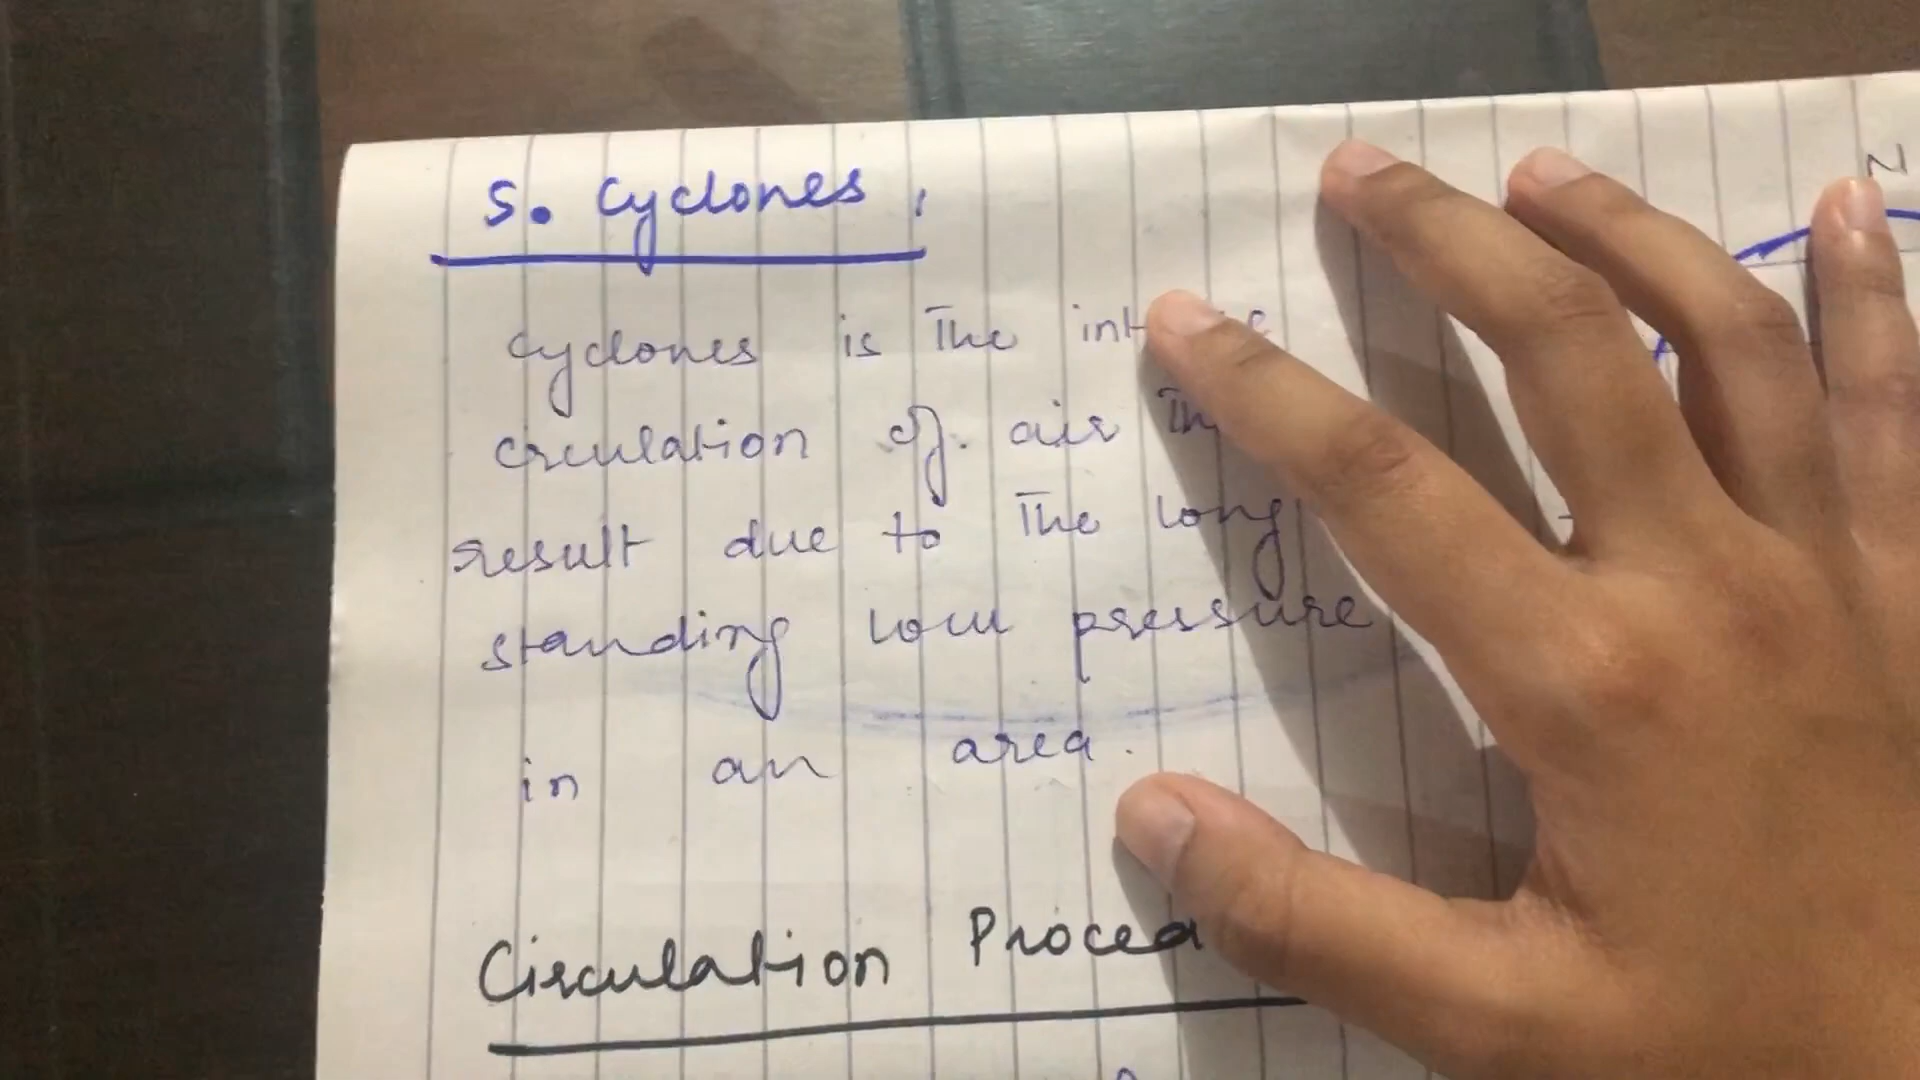 5. Cyclones,
Cyclones is the
circulation of air
result due to the long
standing low pressure
in an area.
Circulation
N